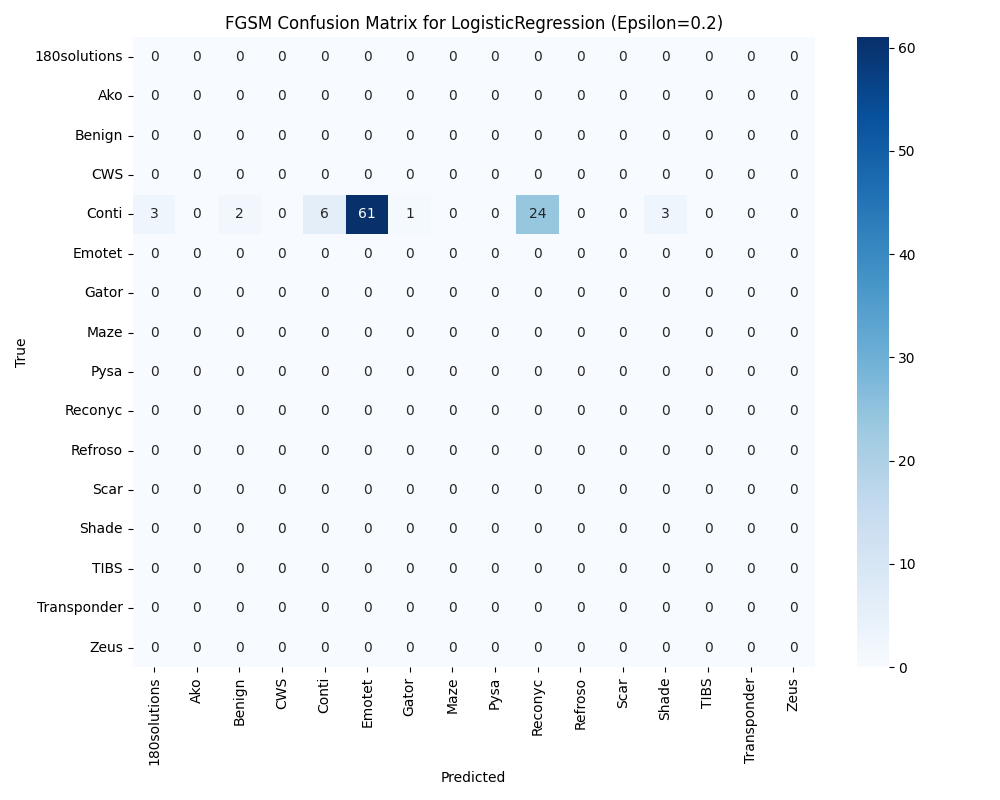 FGSM Confusion Matrix for LogisticRegression (Epsilon=0.2)
180solutions 0 0 0 0 0 0 0 0 0 0 0 0 0 0 0 0
Ako 0 0 0 0 0 0 0 0 0 0 0 0 0 0 0 0
Benign 0 0 0 0 0 0 0 0 0 0 0 0 0 0 0 0
CWS 0 0 0 0 0 0 0 0 0 0 0 0 0 0 0 0
Conti 3 0 2 0 6 61 1 0 0 24 0 0 3 0 0 0
Emotet 0 0 0 0 0 0 0 0 0 0 0 0 0 0 0 0
Gator 0 0 0 0 0 0 0 0 0 0 0 0 0 0 0 0
Maze 0 0 0 0 0 0 0 0 0 0 0 0 0 0 0 0
Pysa 0 0 0 0 0 0 0 0 0 0 0 0 0 0 0 0
Reconyc 0 0 0 0 0 0 0 0 0 0 0 0 0 0 0 0
Refroso 0 0 0 0 0 0 0 0 0 0 0 0 0 0 0 0
Scar 0 0 0 0 0 0 0 0 0 0 0 0 0 0 0 0
Shade 0 0 0 0 0 0 0 0 0 0 0 0 0 0 0 0
TIBS 0 0 0 0 0 0 0 0 0 0 0 0 0 0 0 0
Transponder 0 0 0 0 0 0 0 0 0 0 0 0 0 0 0 0
Zeus 0 0 0 0 0 0 0 0 0 0 0 0 0 0 0 0
True
180solutions Ako Benign CWS Conti Emotet Gator Maze Pysa Reconyc Refroso Scar Shade TIBS Transponder Zeus
Predicted
60
50
40
30
20
10
0